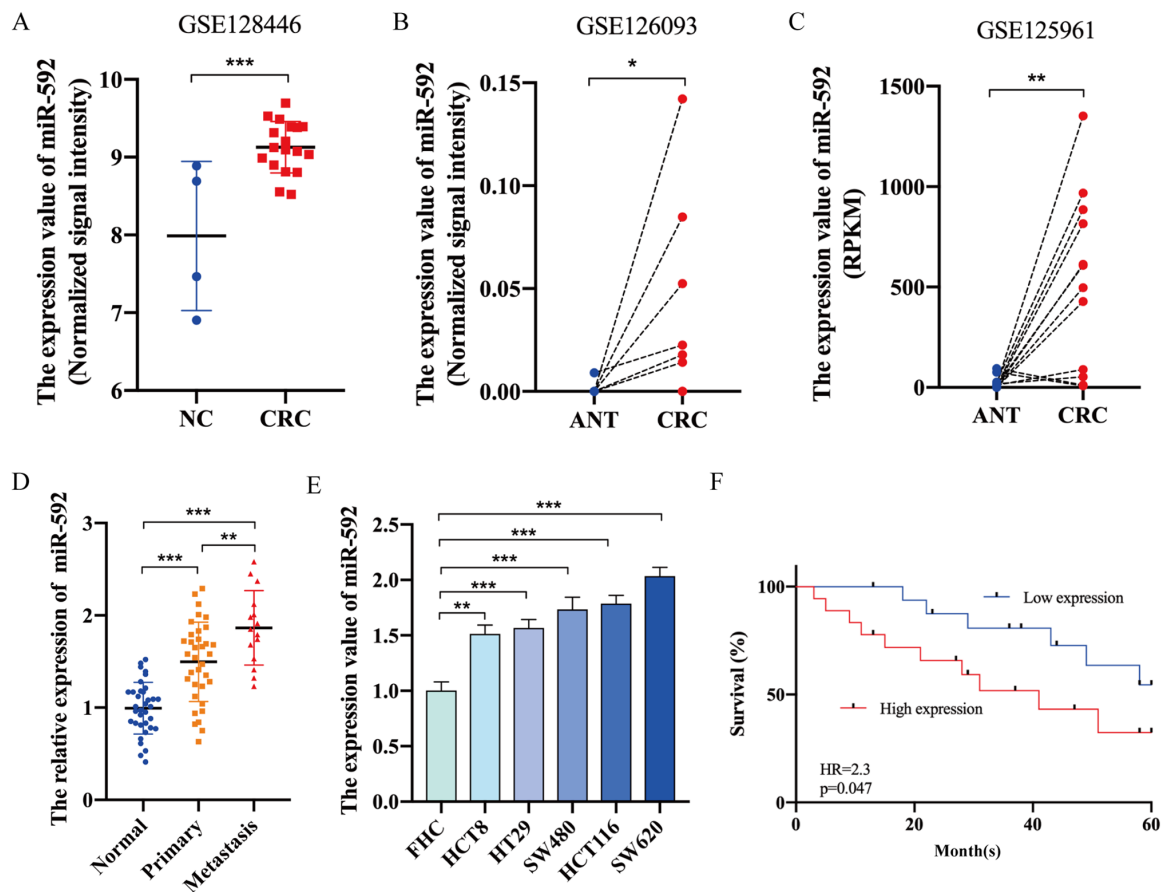 A
GSE128446
The expression value of miR-592
(Normalized signal intensity)
***
10
9
8
7
6
NC
CRC
B
GSE126093
The expression value of miR-592
(Normalized signal intensity)
*
0.15
0.10
0.05
0.00
ANT
CRC
C
GSE125961
The expression value of miR-592
(RPKM)
**
1500
1000
500
0
ANT
CRC
D
The relative expression of miR-592
***
***
**
3
2
1
0
Normal
Primary
Metastasis
E
The expression value of miR-592
***
***
***
***
**
2.5
2.0
1.5
1.0
0.5
0.0
FHC
HCT8
HT29
SW480
HCT116
SW620
F
Survival (%)
100
50
0
Low expression
High expression
HR=2.3
p=0.047
0
20
40
60
Month(s)